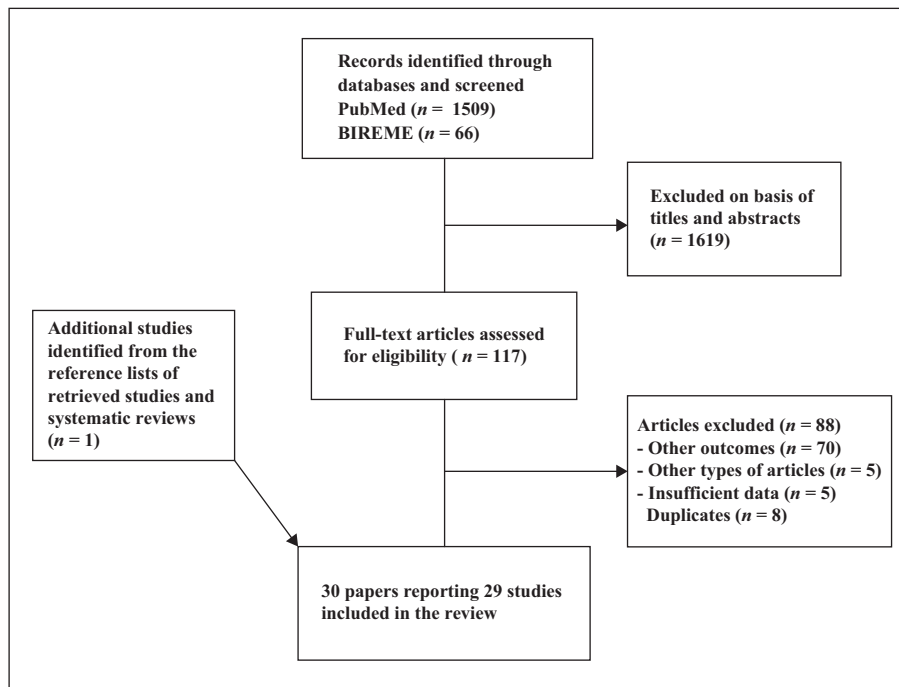 Records identified through
databases and screened
PubMed (n = 1509)
BIREME (n = 66)
Excluded on basis of
titles and abstracts
(n = 1619)
Full-text articles assessed
for eligibility ( n = 117)
Additional studies
identified from the
reference lists of
retrieved studies and
systematic reviews
(n = 1)
Articles excluded (n = 88)
- Other outcomes (n = 70)
- Other types of articles (n = 5)
- Insufficient data (n = 5)
Duplicates (n = 8)
30 papers reporting 29 studies
included in the review